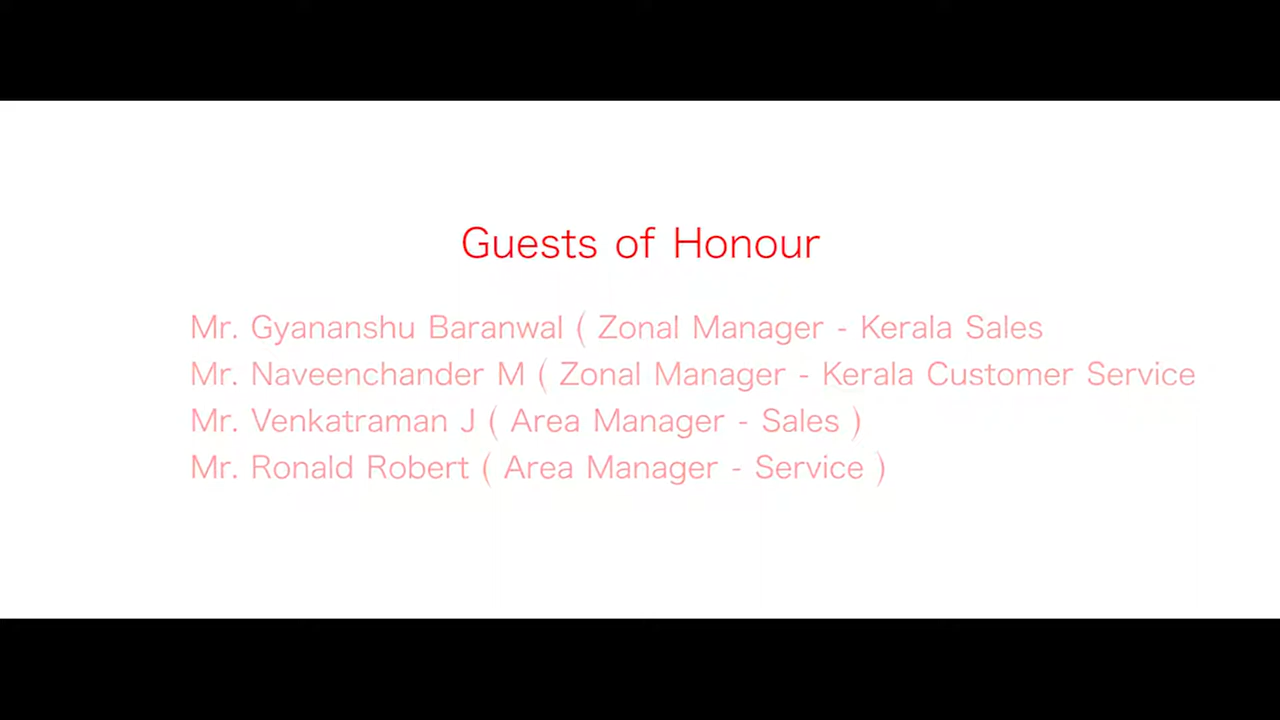 Guests of Honour
Mr. Gyananshu Baranwal ( Zonal Manager - Kerala Sales
Mr. Naveenchander M ( Zonal Manager - Kerala Customer Service
Mr. Venkatraman J ( Area Manager - Sales )
Mr. Ronald Robert ( Area Manager - Service )